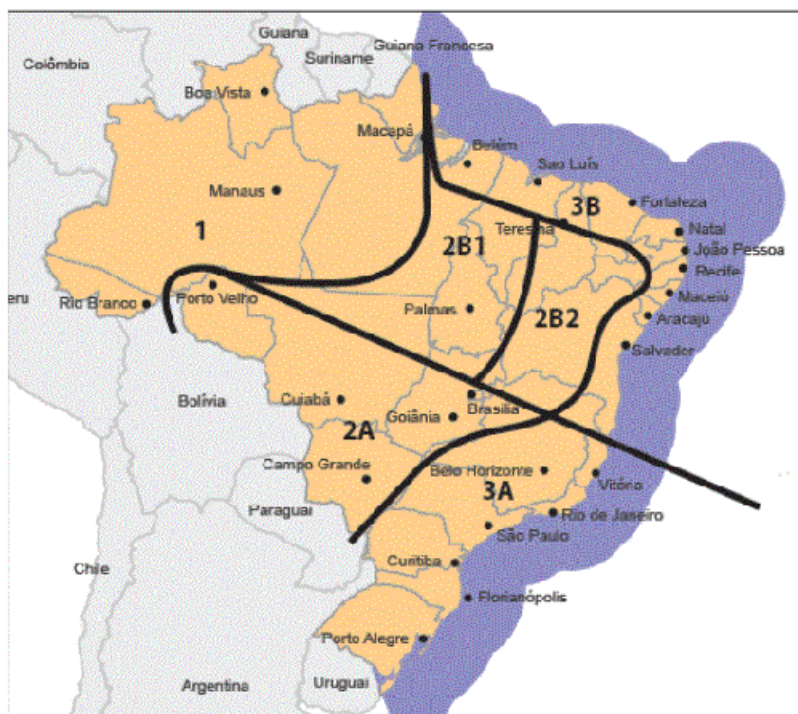 Guiana
Guiana Francesa
Suriname
Colômbia
Boa Vista
Macapá
Belém
São Luís
Manaus
3B
Fortaleza
1
2B1
Teresina
Natal
João Pessoa
Recife
Porto Velho
Rio Branco
eru
Palmas
2B2
Maceió
Aracaju
Salvador
Bolívia
Cuiabá
Goiânia
Brasília
2A
Campo Grande
Belo Horizonte
3A
Vitória
Paraguai
Rio de Janeiro
São Paulo
Chile
Curitiba
Florianópolis
Porto Alegre
Argentina
Uruguai